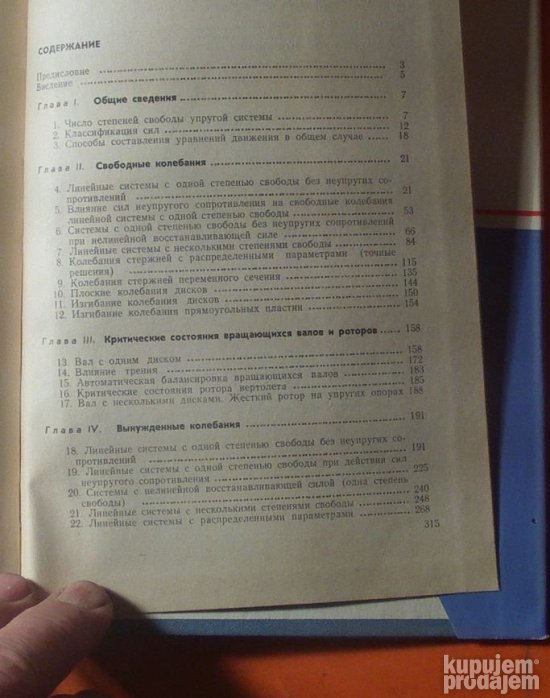 СОДЕРЖАНИЕ
Предисловие 3
Введение 5
Глава I. Общие сведения 7
1. Число степеней свободы упругой системы 7
2. Классификация сил 12
3. Способы составления уравнений движения в общем случае 18
Глава II. Свободные колебания 21
4. Линейные системы с одной степенью свободы без неупругих со-
противлений 21
5. Влияние сил неупругого сопротивления на свободные колебания
линейной системы с одной степенью свободы 53
6. Системы с одной степенью свободы без неупругих сопротивлений
при нелинейной восстанавливающей силе 66
7 Линейные системы с несколькими степенями свободы 84
8. Колебания стержней с распределенными параметрами (точные
решения) 115
9. Колебания стержней переменного сечения 135
10. Плоские колебания дисков 144
11. Изгибание колебания дисков 150
12. Изгибание колебания прямоугольных пластин 154
Глава III. Критические состояния вращающихся валов и роторов 158
13 Вал с одним диском 158
14. Влияние трения 172
15. Автоматическая балансировка вращающихся валов 183
16. Критические состояния ротора вертолета 185
17. Вал с несколькими дисками. Жесткий ротор на упругих опорах 188
Глава IV. Вынужденные колебания 191
18. Линейные системы с одной степенью свободы без неупругих со-
противлений 191
19. Линейные системы с одной степенью свободы при действии сил
неупругого сопротивления 225
20. Системы с нелинейной восстанавливающей силой (одна степень
свободы) 240
21. Линейные системы с несколькими степенями свободы 248
22. Линейные системы с распределенными параметрами 268
315
kupujem
prodajem